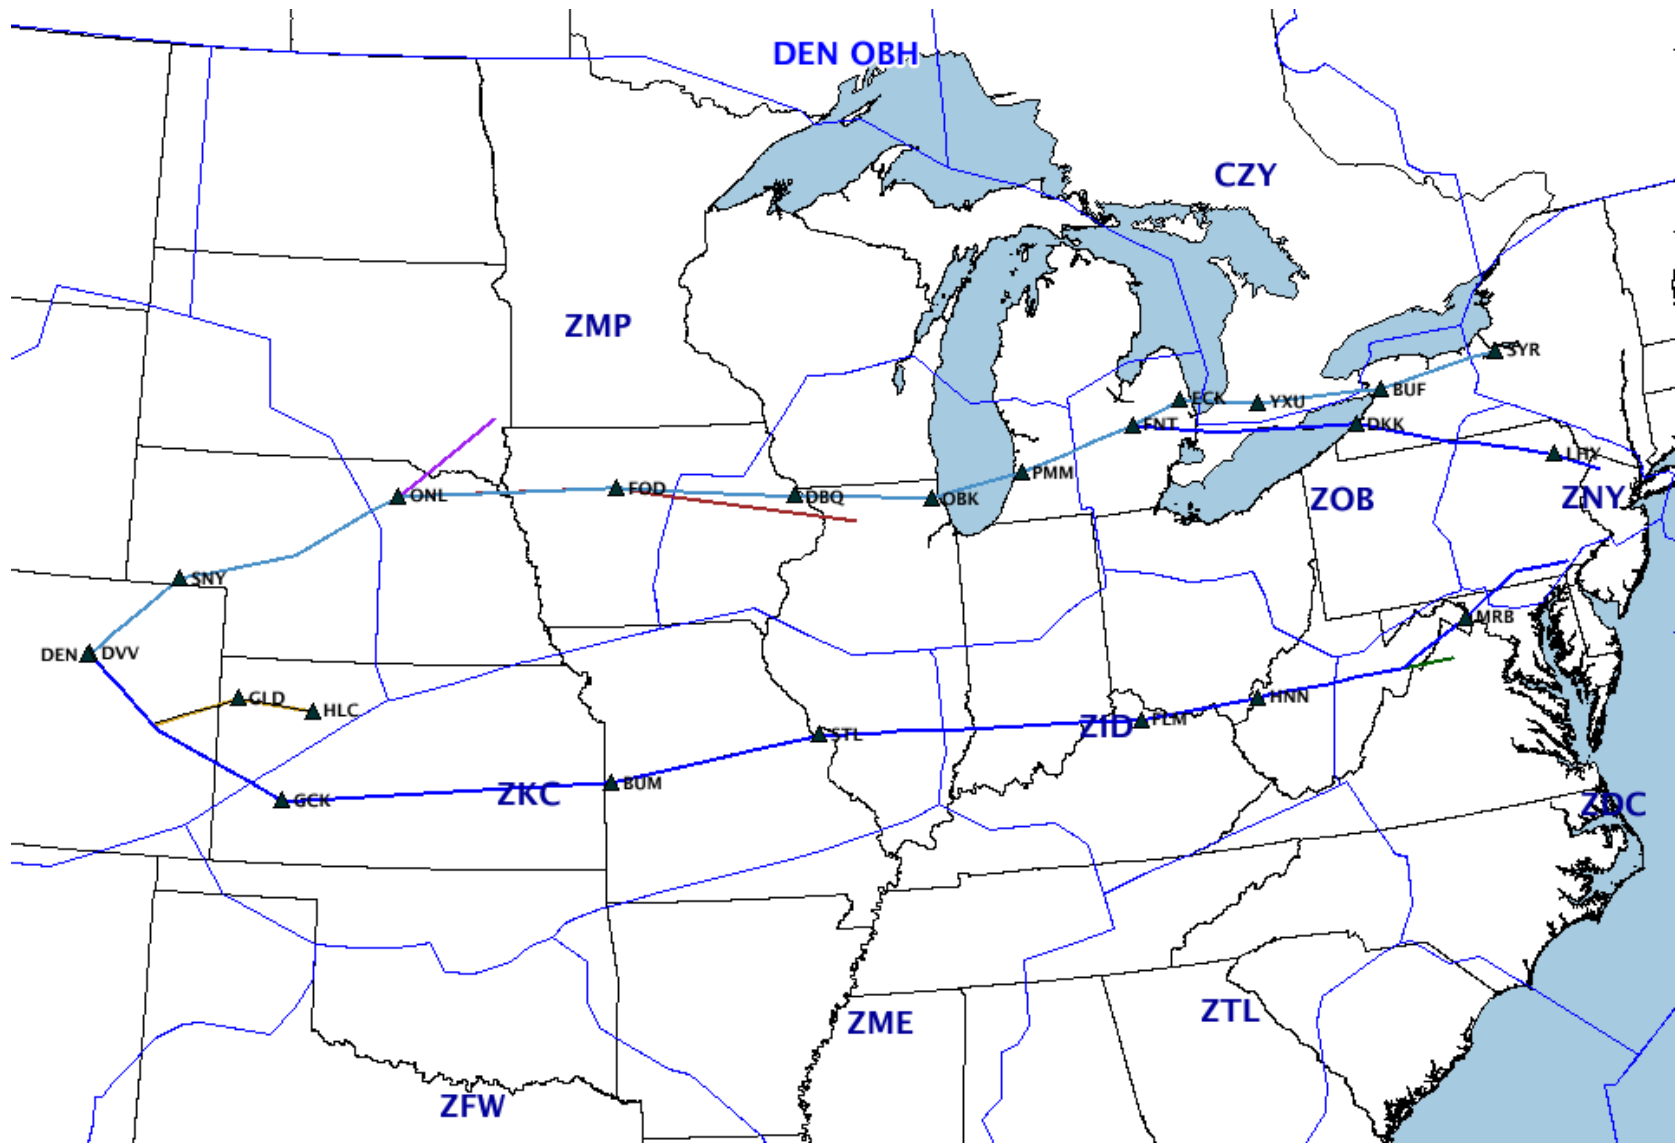 DEN OBH
CZY
ZMP
SYR
BUF
ECK
YXU
FNT
DKK
LHY
PMM
ONL
FOD
DBQ
OBK
ZOB
ZNY
SNY
MRB
DEN
DVV
GLD
HLC
HNN
FLM
ZID
STL
BUM
GCK
ZKC
ZDC
ZME
ZTL
ZFW